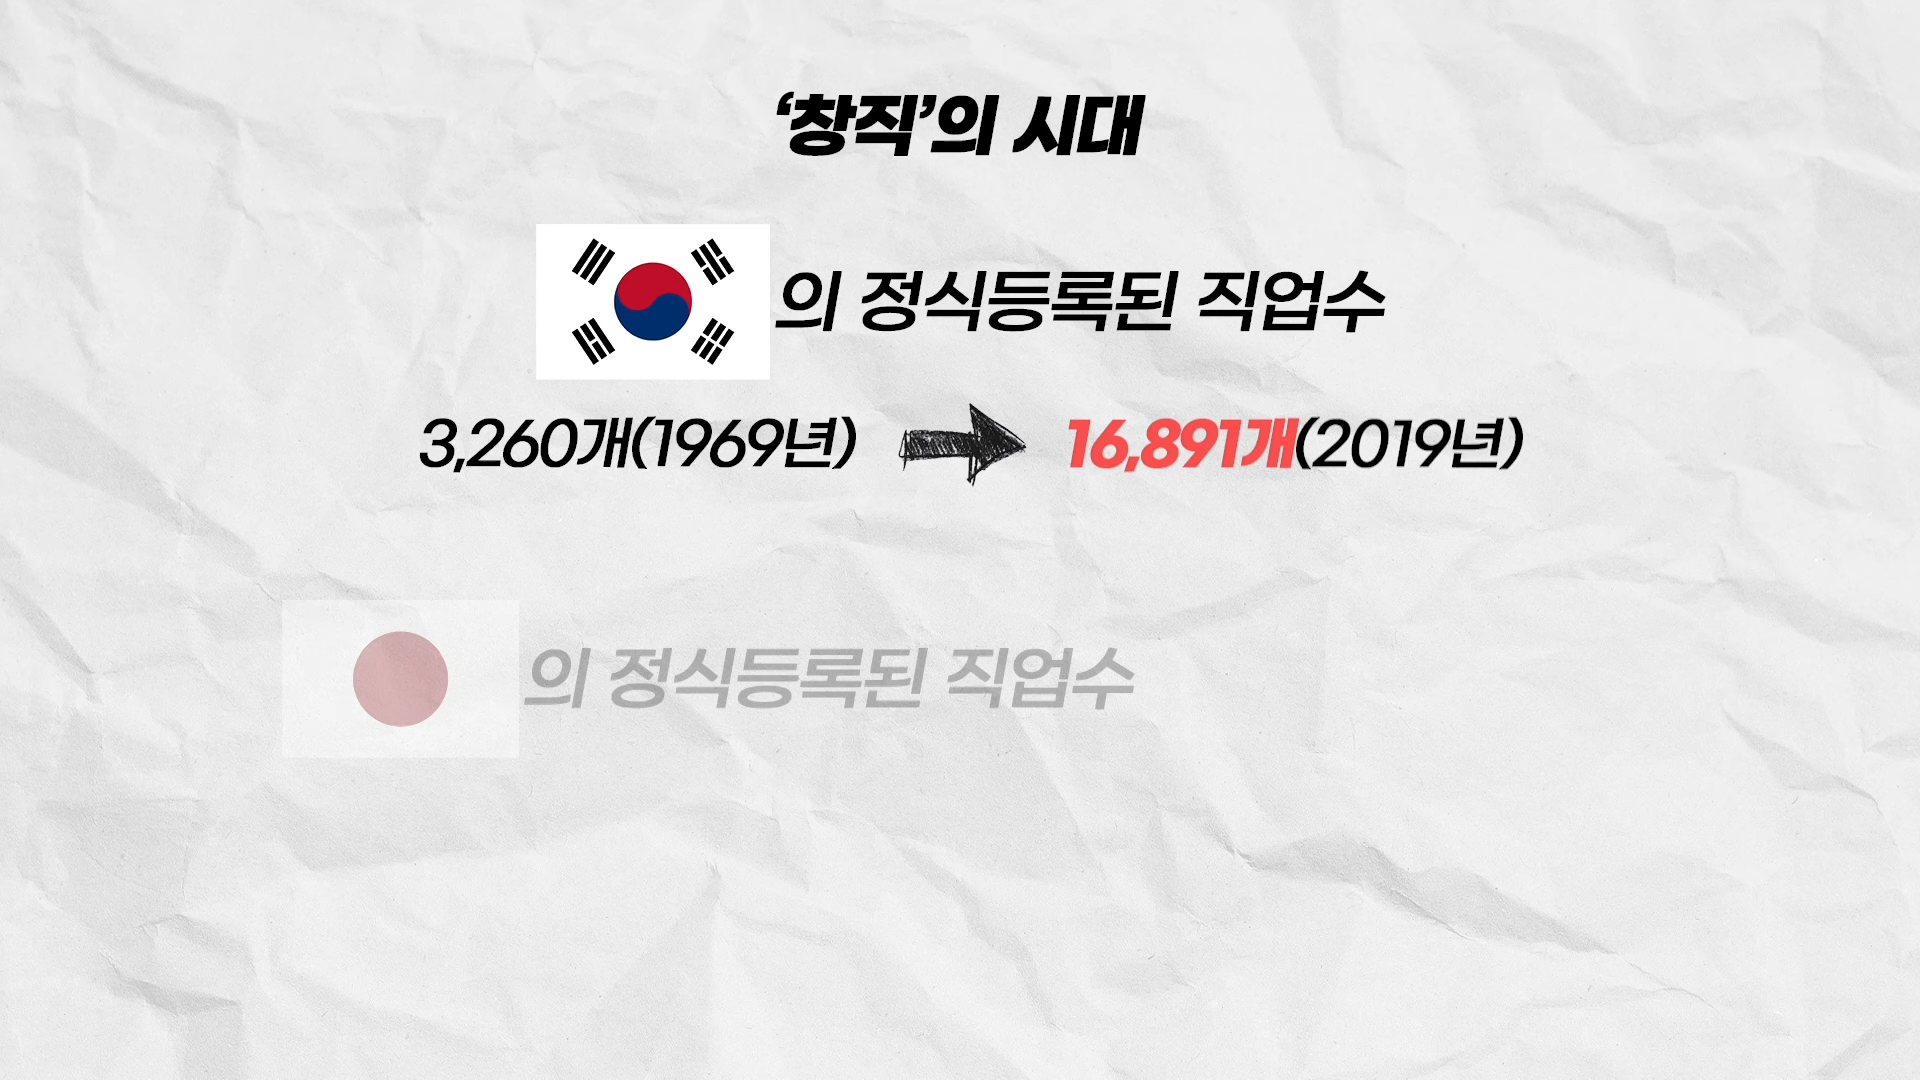 ‘창직’의 시대
의 정식등록된 직업수
3,260개(1969년) 16,891개(2019년)
의 정식등록된 직업수